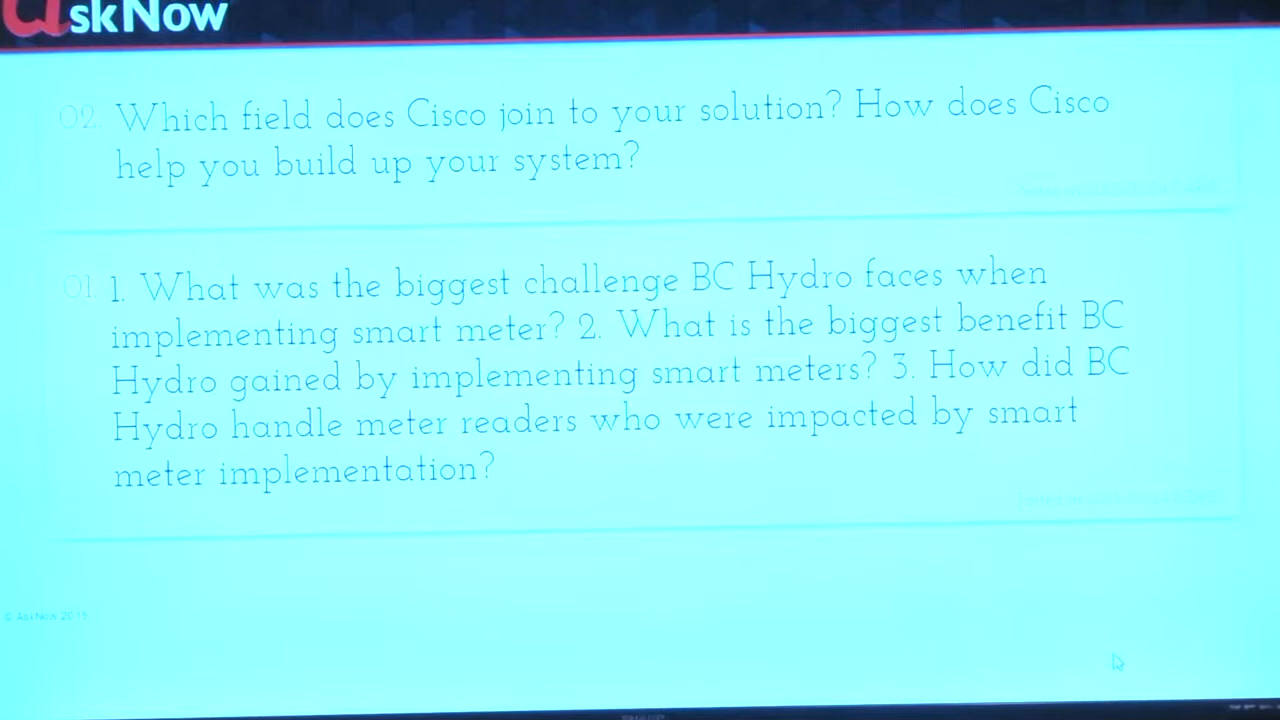 askNow
02. Which field does Cisco join to your solution? How does Cisco
help you build up your system?
01. 1. What was the biggest challenge BC Hydro faces when
implementing smart meter? 2. What is the biggest benefit BC
Hydro gained by implementing smart meters? 3. How did BC
Hydro handle meter readers who were impacted by smart
meter implementation?
© AskNow 2015